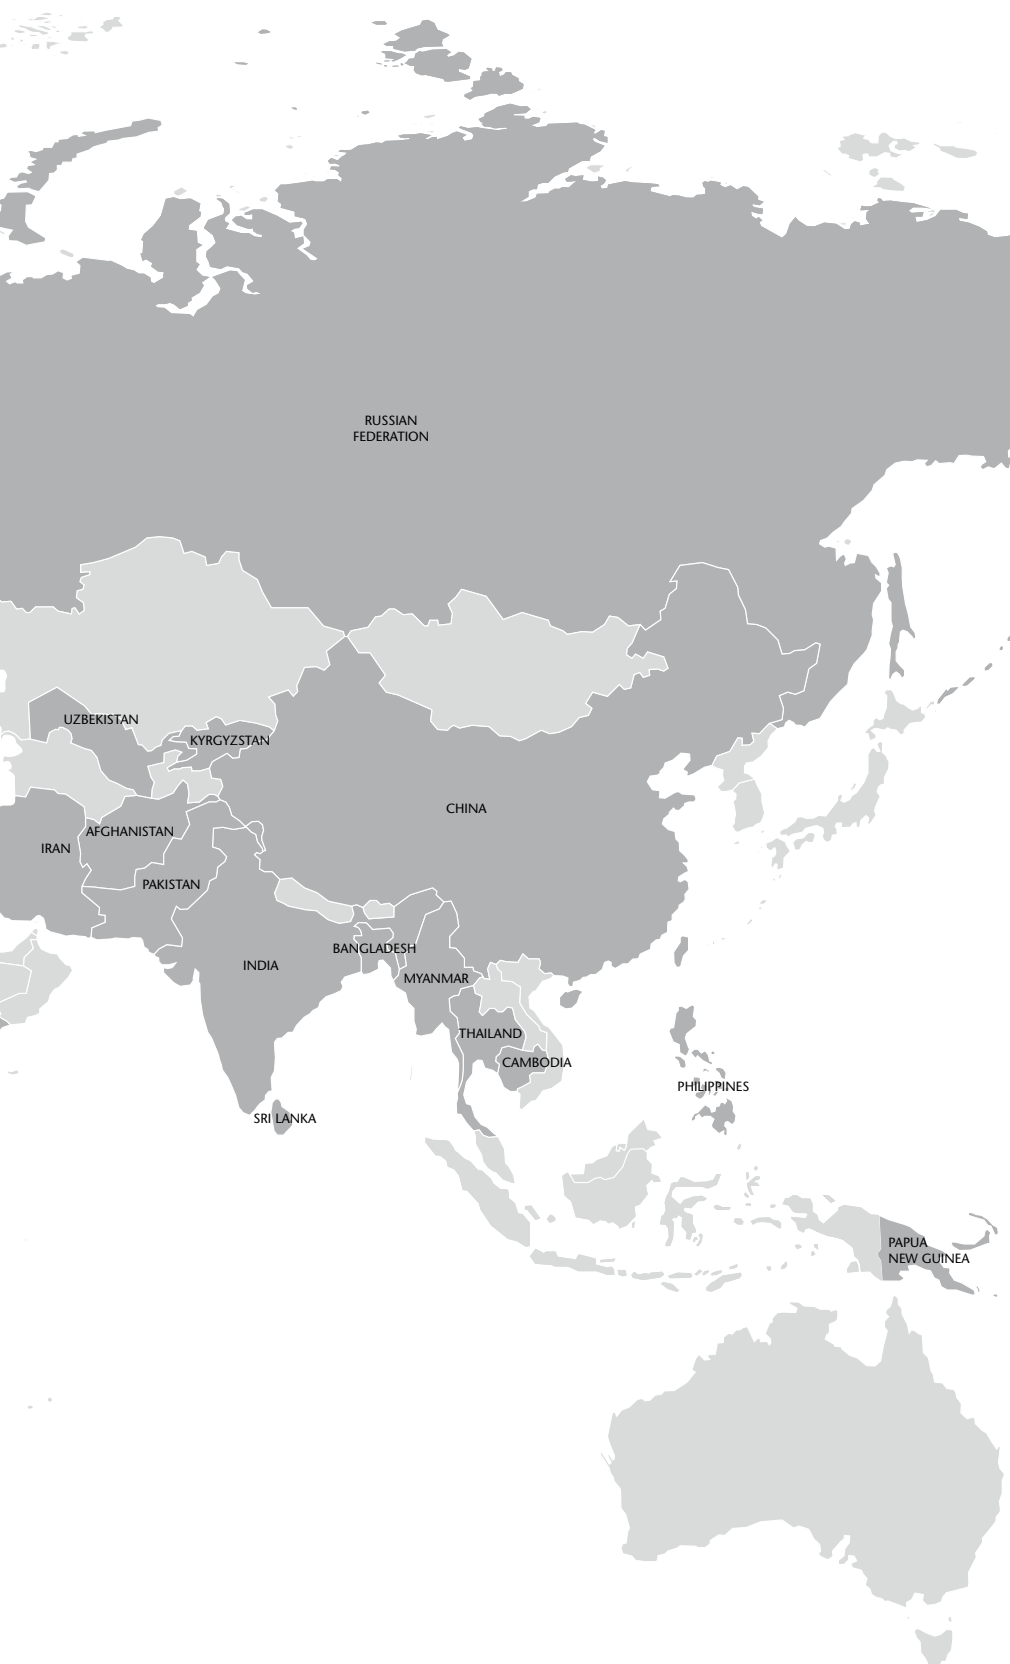 RUSSIAN
FEDERATION
UZBEKISTAN
KYRGYZSTAN
CHINA
AFGHANISTAN
IRAN
PAKISTAN
BANGLADESH
INDIA
MYANMAR
THAILAND
CAMBODIA
PHILIPPINES
SRI LANKA
PAPUA
NEW GUINEA